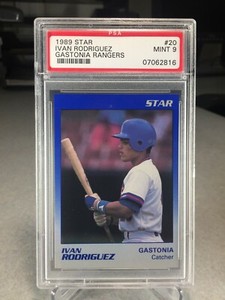 PSA
1989 STAR #20
IVAN RODRIGUEZ MINT 9
GASTONIA RANGERS
07062816
STAR
IVAN GASTONIA
RODRIGUEZ Catcher